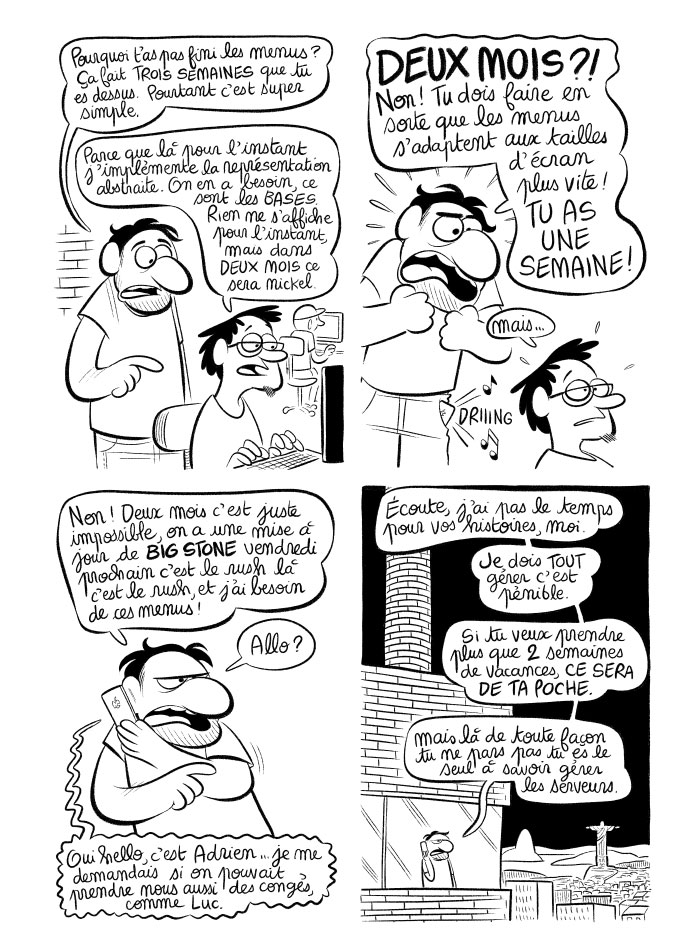 Pourquoi t'as pas fini les menus?
Ça fait TROIS SEMAINES que tu
es dessus. Pourtant c'est super
simple.
Parce que là pour l'instant
j'implémente la représentation
abstraite. On en a besoin, ce
sont les BASES.
Rien ne s'affiche
pour l'instant,
mais dans
DEUX MOIS ce
sera nickel.
DEUX MOIS?!
Non! Tu dois faire en
sorte que les menus
s'adaptent aux tailles
d'écran
plus vite!
TU AS
UNE
SEMAINE!
mais...
DRIIING
Non! Deux mois c'est juste
impossible, on a une mise à
jour de BIG STONE vendredi
prochain c'est le rush là
c'est le rush, et j'ai besoin
de ces menus!
Allo?
Oui hello, c'est Adrien... je me
demandais si on pouvait
prendre nous aussi des congés,
comme Luc.
Écoute, j'ai pas le temps
pour vos histoires, moi.
Je dois TOUT
gérer c'est
pénible.
Si tu veux prendre
plus que 2 semaines
de vacances, CE SERA
DE TA POCHE.
Mais là de toute façon
tu ne pars pas tu es le
seul à savoir gérer
les serveurs.